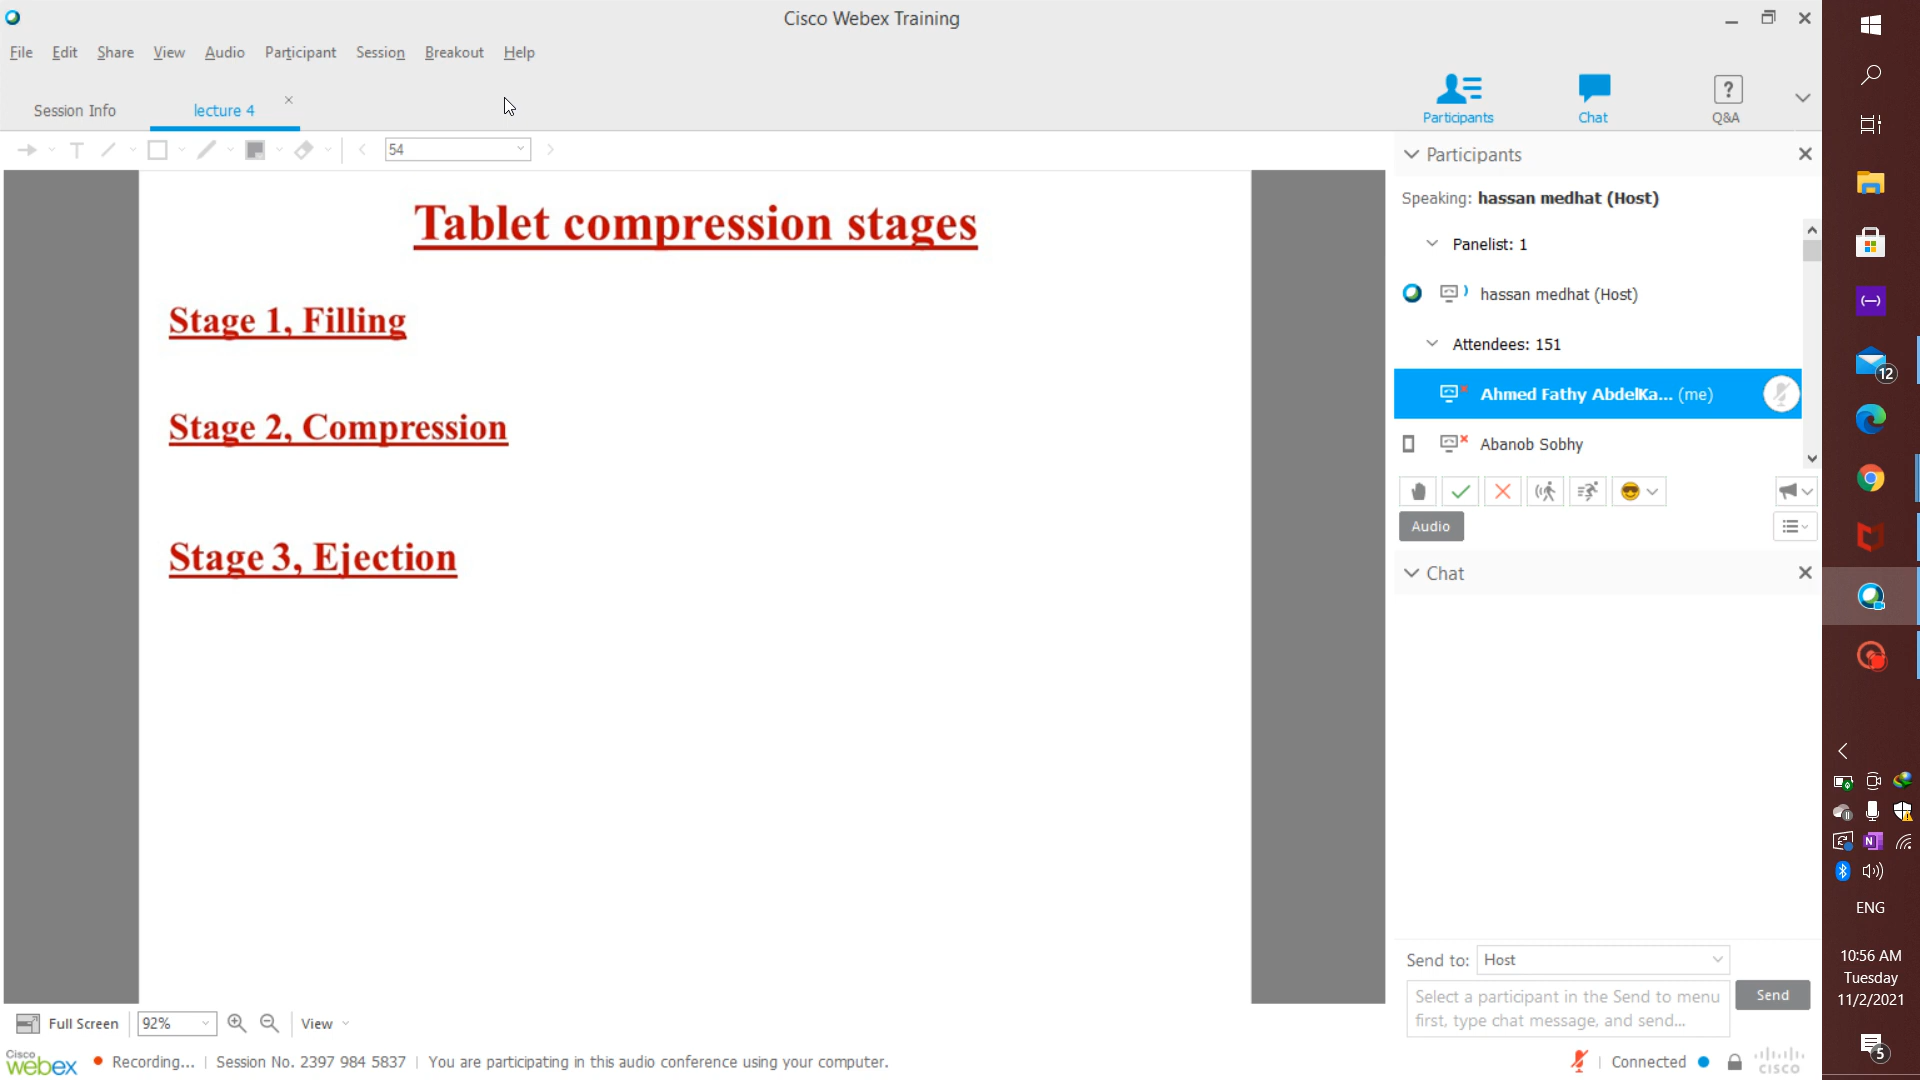 Cisco Webex Training
File Edit Share View Audio Participant Session Breakout Help
Session Info lecture 4
Participants Chat Q&A
54
Tablet compression stages
Stage 1, Filling
Stage 2, Compression
Stage 3, Ejection
Participants
Speaking: hassan medhat (Host)
Panelist: 1
hassan medhat (Host)
Attendees: 151
Ahmed Fathy AbdelKa... (me)
Abanob Sobhy
Audio
Chat
Send to: Host
Select a participant in the Send to menu
first, type chat message, and send...
Send
Full Screen 92% View
Cisco webex Recording... Session No. 2397 984 5837 You are participating in this audio conference using your computer.
Connected
cisco
12
ENG
10:56 AM
Tuesday
11/2/2021
5